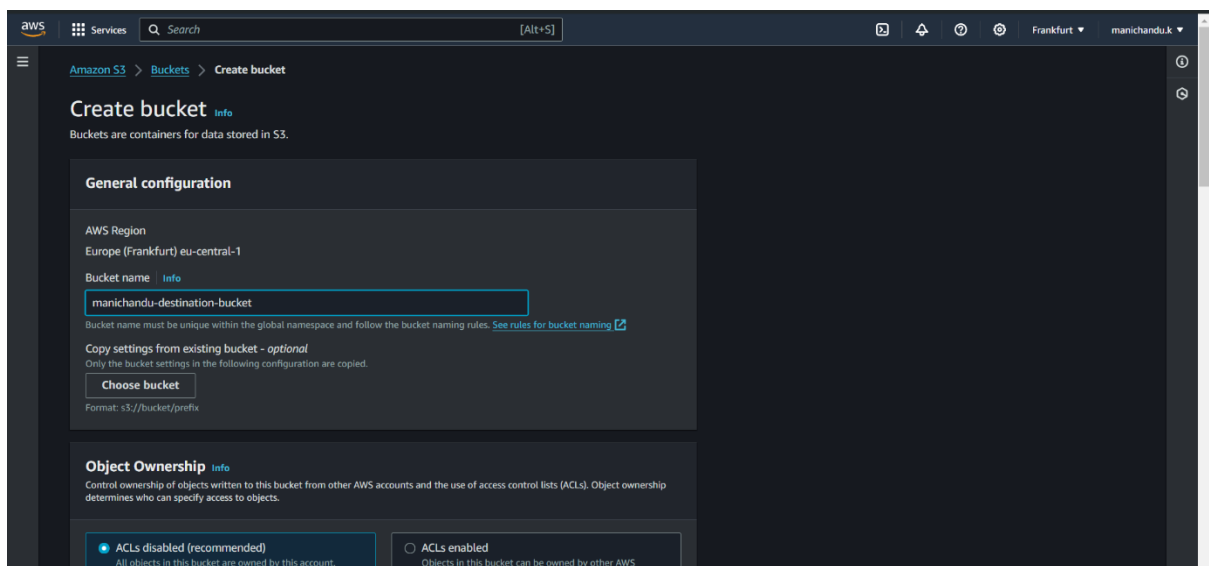 aws Services Search [Alt+S] Frankfurt ▼ manichandu.k ▼
Amazon S3 > Buckets > Create bucket
Create bucket Info
Buckets are containers for data stored in S3.
General configuration
AWS Region
Europe (Frankfurt) eu-central-1
Bucket name Info
manichandu-destination-bucket
Bucket name must be unique within the global namespace and follow the bucket naming rules. See rules for bucket naming
Copy settings from existing bucket - optional
Only the bucket settings in the following configuration are copied.
Choose bucket
Format: s3://bucket/prefix
Object Ownership Info
Control ownership of objects written to this bucket from other AWS accounts and the use of access control lists (ACLs). Object ownership
determines who can specify access to objects.
ACLs disabled (recommended)
All objects in this bucket are owned by this account.
ACLs enabled
Objects in this bucket can be owned by other AWS